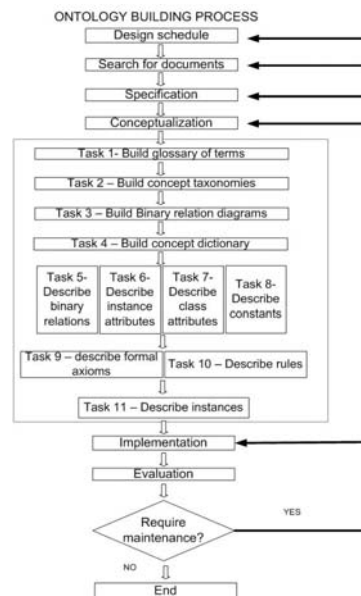 ONTOLOGY BUILDING PROCESS
Design schedule
Search for documents
Specification
Conceptualization
Task 1- Build glossary of terms
Task 2 – Build concept taxonomies
Task 3 – Build Binary relation diagrams
Task 4 – Build concept dictionary
Task 5-
Describe
binary
relations
Task 6-
Describe
instance
attributes
Task 7-
Describe
class
attributes
Task 8-
Describe
constants
Task 9 – describe formal
axioms
Task 10 – Describe rules
Task 11 – Describe instances
Implementation
Evaluation
Require
maintenance?
YES
NO
End